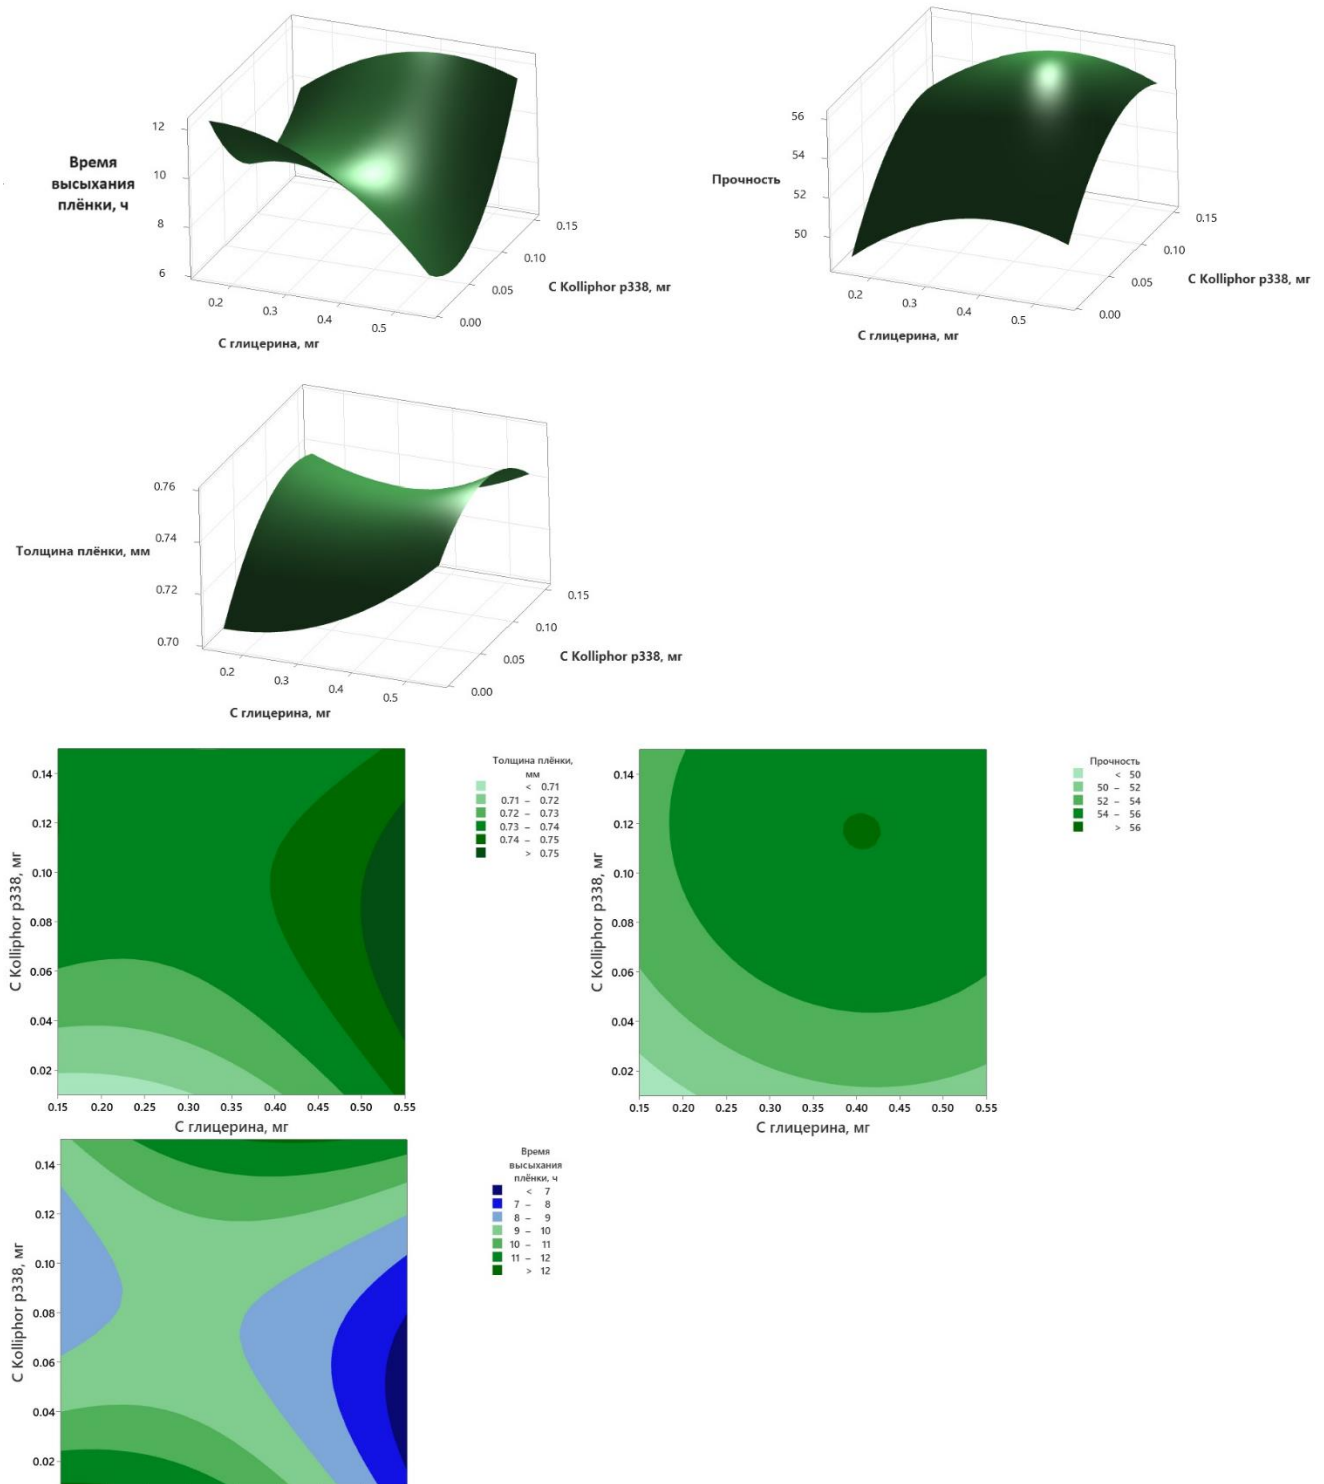 12
10
8
6
Время
высыхания
плёнки, ч
0.2
0.3
0.4
0.5
С глицерина, мг
0.00
0.05
0.10
0.15
С Kolliphor p338, мг
56
54
52
50
Прочность
0.2
0.3
0.4
0.5
С глицерина, мг
0.00
0.05
0.10
0.15
С Kolliphor p338, мг
0.76
0.74
0.72
0.70
Толщина плёнки, мм
0.2
0.3
0.4
0.5
С глицерина, мг
0.00
0.05
0.10
0.15
С Kolliphor p338, мг
С Kolliphor p338, мг
0.14
0.12
0.10
0.08
0.06
0.04
0.02
0.15 0.20 0.25 0.30 0.35 0.40 0.45 0.50 0.55
С глицерина, мг
Толщина плёнки,
мм
< 0.71
0.71 – 0.72
0.72 – 0.73
0.73 – 0.74
0.74 – 0.75
> 0.75
С Kolliphor p338, мг
0.14
0.12
0.10
0.08
0.06
0.04
0.02
0.15 0.20 0.25 0.30 0.35 0.40 0.45 0.50 0.55
С глицерина, мг
Прочность
< 50
50 – 52
52 – 54
54 – 56
> 56
С Kolliphor p338, мг
0.14
0.12
0.10
0.08
0.06
0.04
0.02
Время
высыхания
плёнки, ч
< 7
7 – 8
8 – 9
9 – 10
10 – 11
11 – 12
> 12